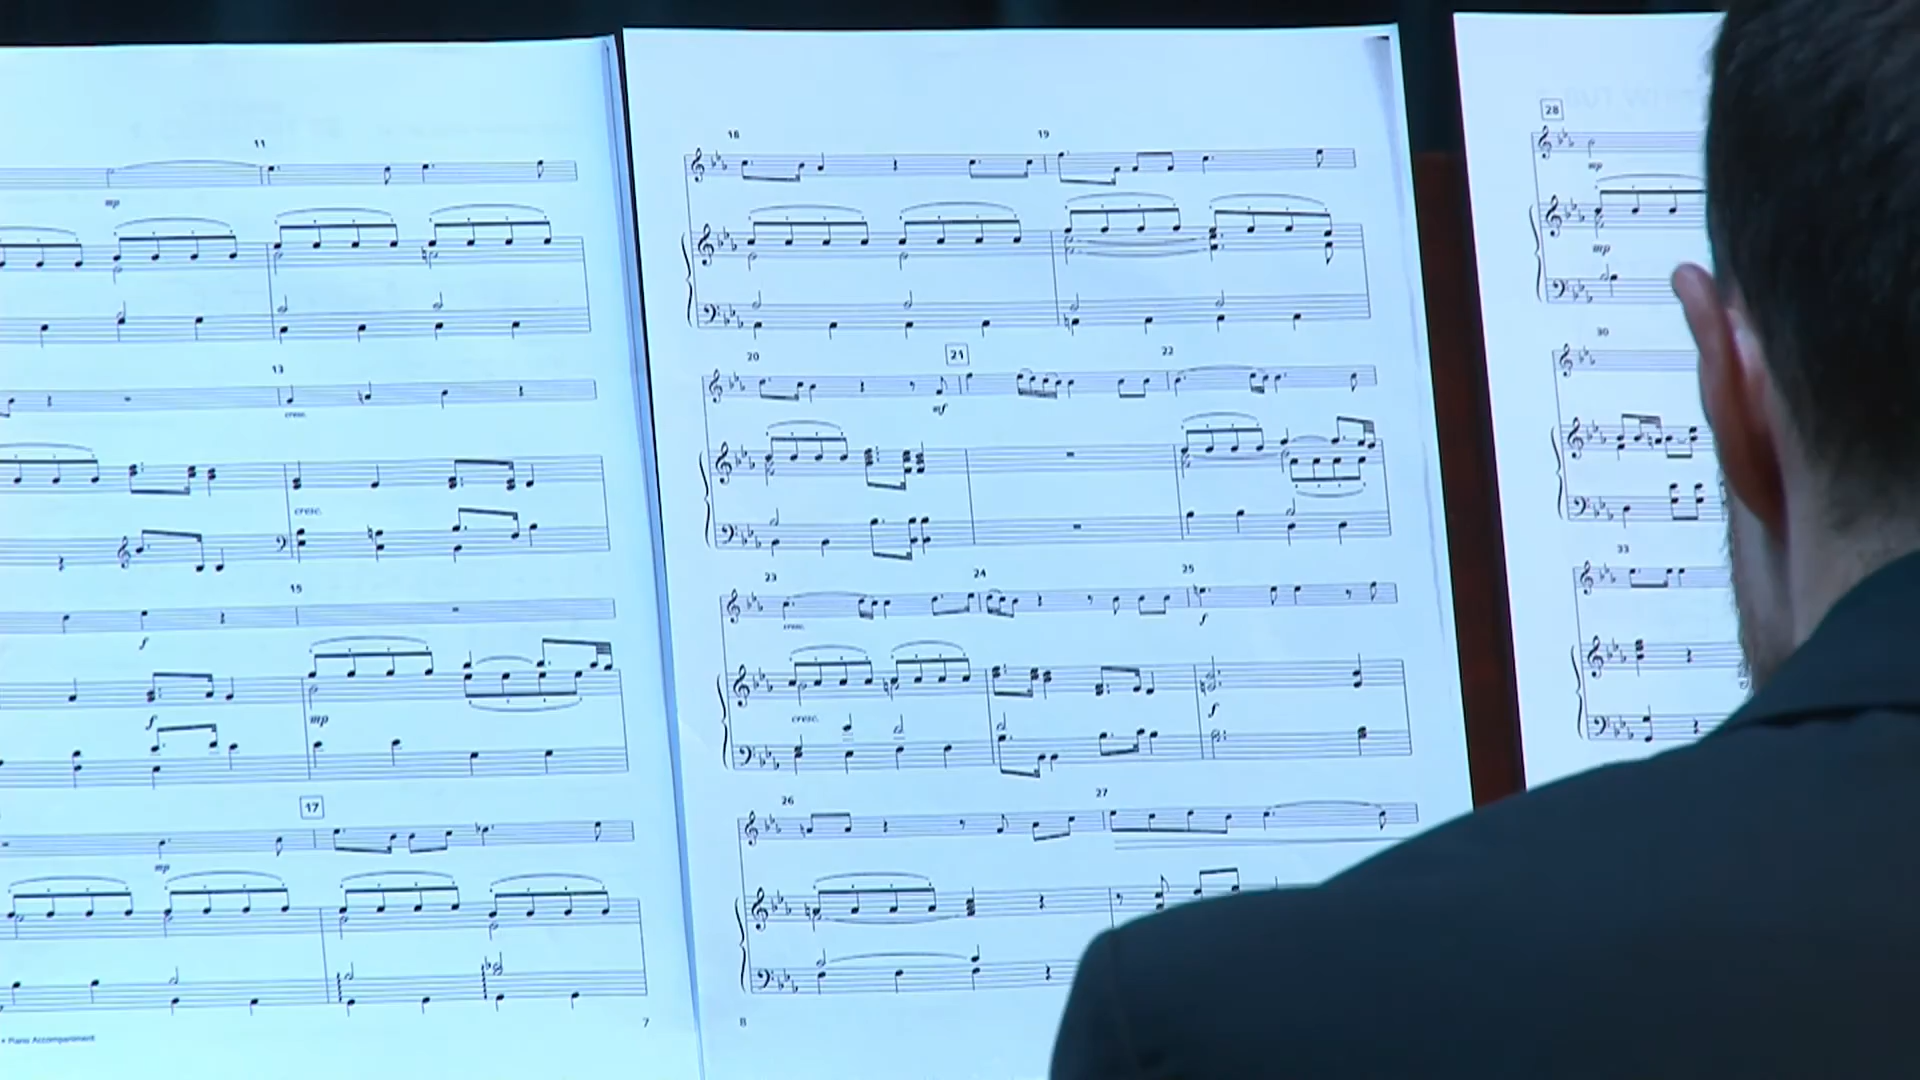 11
mp
13
cresc.
cresc.
15
f
f
mp
17
mp
7
• Piano Accompaniment
18
19
20
21
22
mf
23
24
25
cresc.
f
cresc.
f
26
27
8
28
mp
mp
30
33